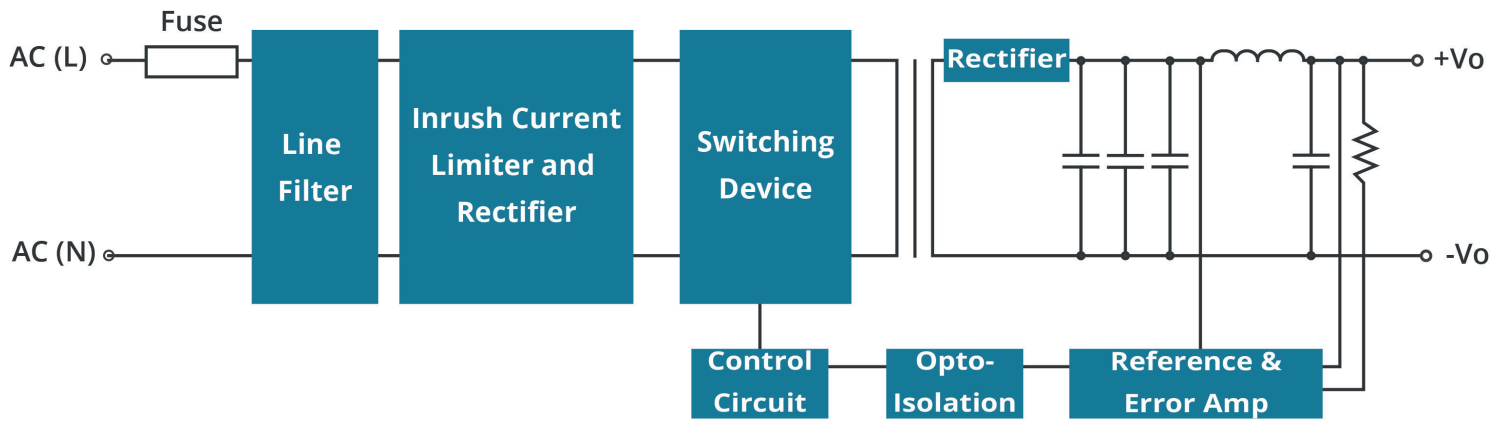 Fuse
AC (L)
Line
Filter
Inrush Current
Limiter and
Rectifier
Switching
Device
Rectifier
+Vo
AC (N)
-Vo
Control
Circuit
Opto-
Isolation
Reference &
Error Amp